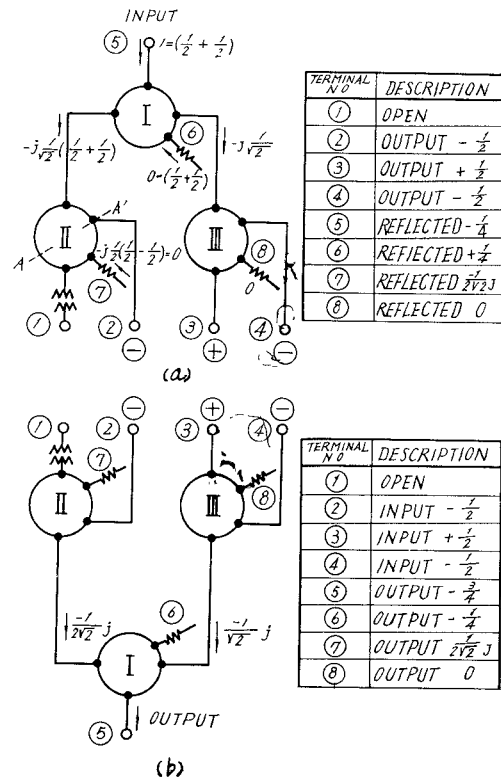 INPUT
⑤ 1=(1/2+1/2)
I
⑥
-j 1/√2 (1/2+1/2)
0=(1/2+1/2)
-j 1/√2
A'
II
A
-j 1/2 (1/2-1/2)=0
⑦
III
⑧
0
① ② ③ ④
⊖ ⊕ ⊖
(a)
TERMINAL NO DESCRIPTION
① OPEN
② OUTPUT - 1/2
③ OUTPUT + 1/2
④ OUTPUT - 1/2
⑤ REFLECTED - 1/4
⑥ REFLECTED + 1/4
⑦ REFLECTED -1/2√2 j
⑧ REFLECTED 0
⊖ ⊕ ⊖
① ② ③ ④
⑦
⑧
II III
-1/2√2 j
⑥
-1/√2 j
I
⑤ OUTPUT
(b)
TERMINAL NO DESCRIPTION
① OPEN
② INPUT - 1/2
③ INPUT + 1/2
④ INPUT - 1/2
⑤ OUTPUT - 3/4
⑥ OUTPUT - 1/4
⑦ OUTPUT 1/2√2 j
⑧ OUTPUT 0